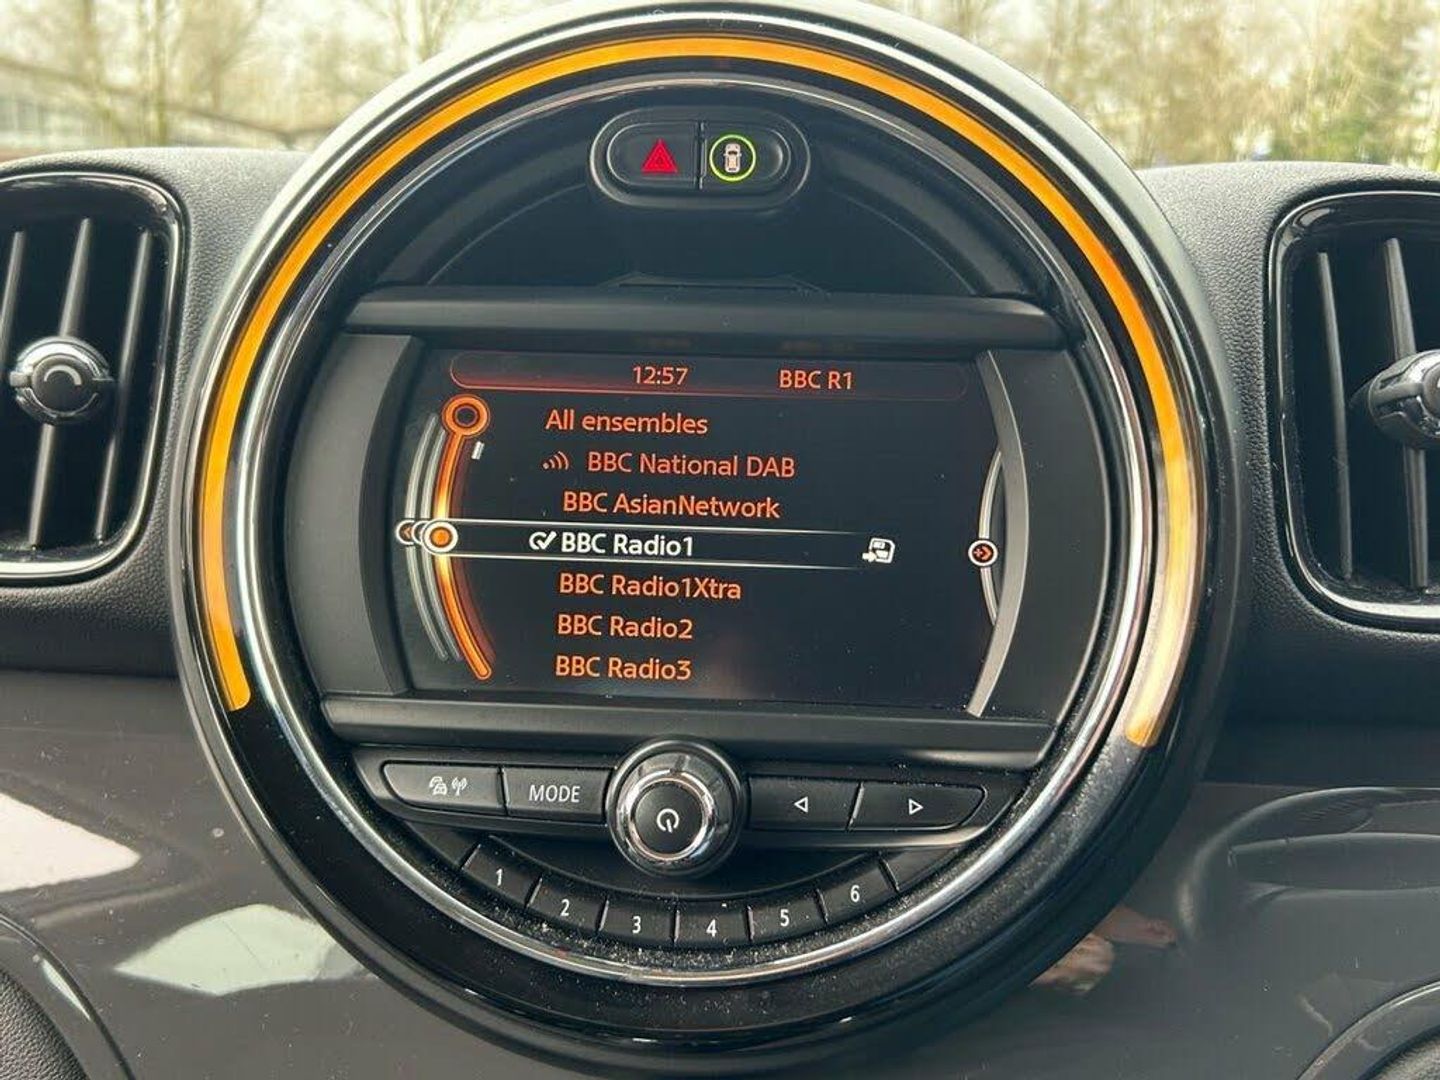 12:57 BBC R1
All ensembles
BBC National DAB
BBC AsianNetwork
BBC Radio1
BBC Radio1Xtra
BBC Radio2
BBC Radio3
MODE
1 2 3 4 5 6